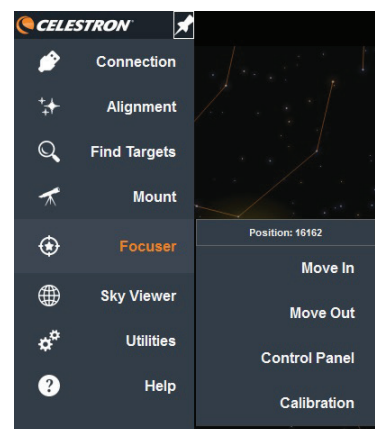 CELESTRON
Connection
Alignment
Find Targets
Mount
Focuser
Sky Viewer
Utilities
Help
Position: 16162
Move In
Move Out
Control Panel
Calibration